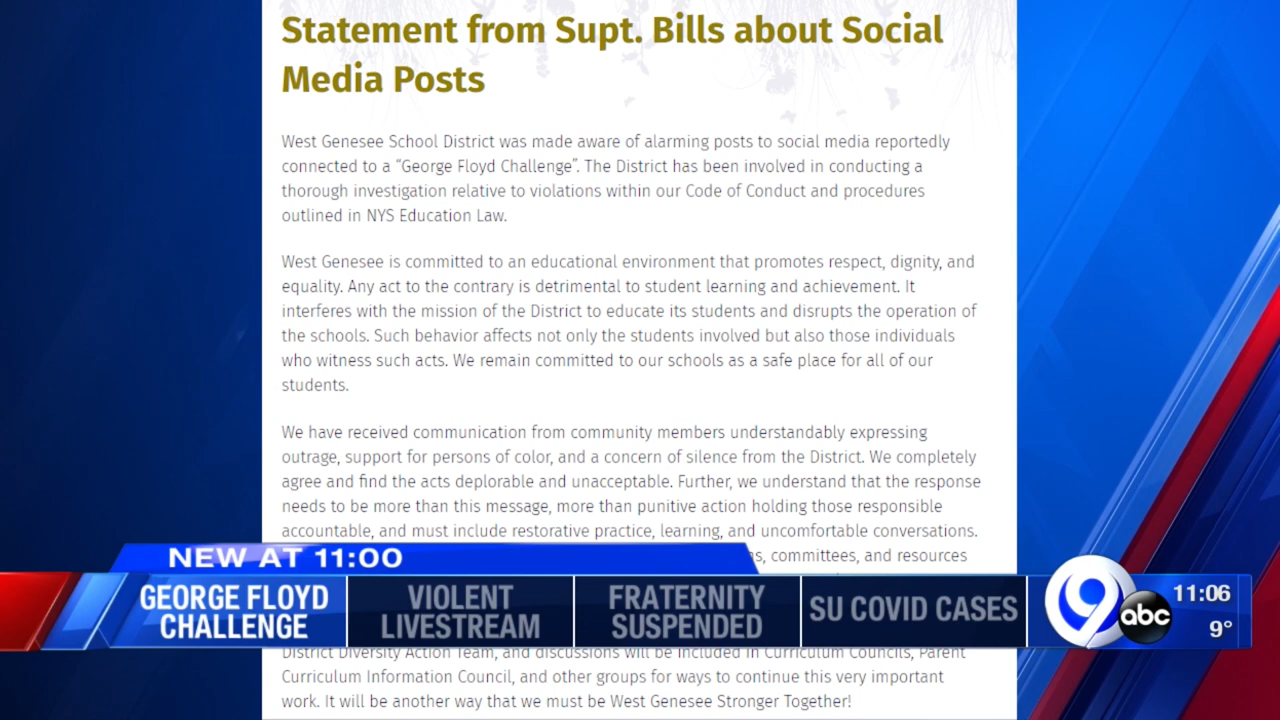 Statement from Supt. Bills about Social
Media Posts
West Genesee School District was made aware of alarming posts to social media reportedly
connected to a “George Floyd Challenge”. The District has been involved in conducting a
thorough investigation relative to violations within our Code of Conduct and procedures
outlined in NYS Education Law.
West Genesee is committed to an educational environment that promotes respect, dignity, and
equality. Any act to the contrary is detrimental to student learning and achievement. It
interferes with the mission of the District to educate its students and disrupts the operation of
the schools. Such behavior affects not only the students involved but also those individuals
who witness such acts. We remain committed to our schools as a safe place for all of our
students.
We have received communication from community members understandably expressing
outrage, support for persons of color, and a concern of silence from the District. We completely
agree and find the acts deplorable and unacceptable. Further, we understand that the response
needs to be more than this message, more than punitive action holding those responsible
accountable, and must include restorative practice, learning, and uncomfortable conversations.
committees, and resources
NEW AT 11:00
GEORGE FLOYD
CHALLENGE
VIOLENT
LIVESTREAM
FRATERNITY
SUSPENDED
SU COVID CASES
9
abc
11:06
9°
District Diversity Action Team, and discussions will be included in Curriculum Councils, Parent
Curriculum Information Council, and other groups for ways to continue this very important
work. It will be another way that we must be West Genesee Stronger Together!